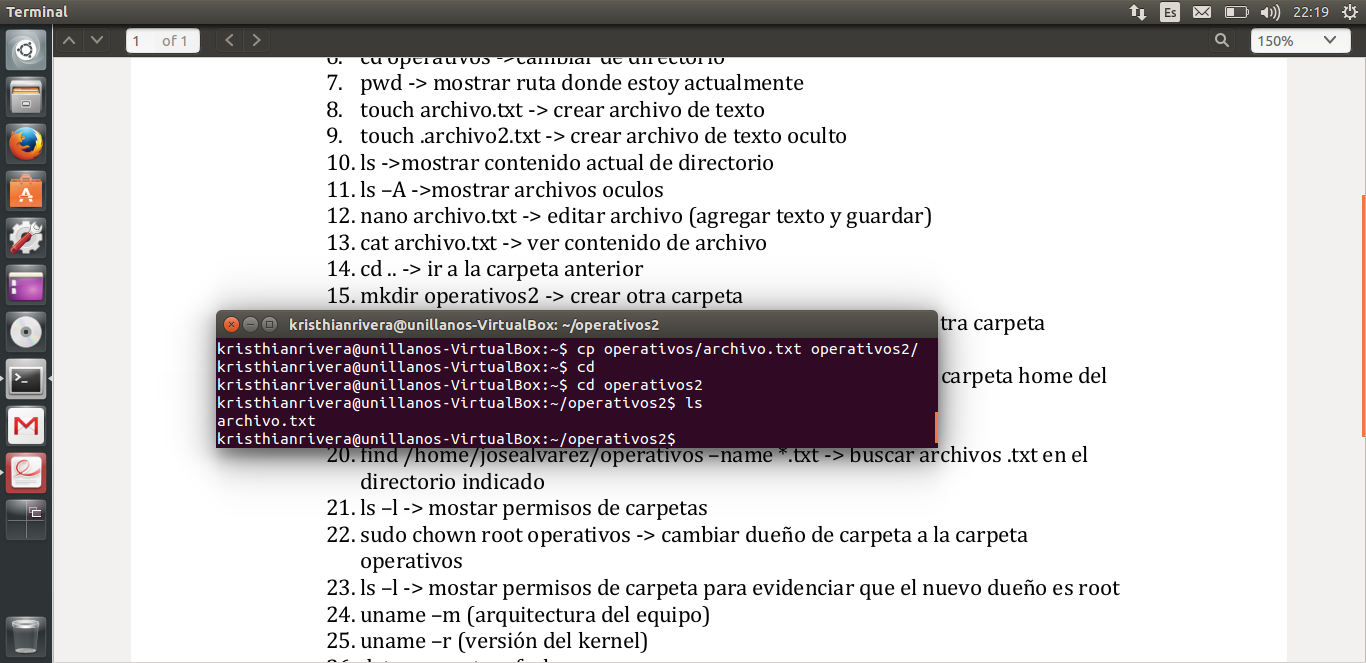 Terminal
Es
22:19
1 of 1
150%
6. cd operativos ->cambiar de directorio
7. pwd -> mostrar ruta donde estoy actualmente
8. touch archivo.txt -> crear archivo de texto
9. touch .archivo2.txt -> crear archivo de texto oculto
10. ls ->mostrar contenido actual de directorio
11. ls –A ->mostrar archivos oculos
12. nano archivo.txt -> editar archivo (agregar texto y guardar)
13. cat archivo.txt -> ver contenido de archivo
14. cd .. -> ir a la carpeta anterior
15. mkdir operativos2 -> crear otra carpeta
tra carpeta
carpeta home del
kristhianrivera@unillanos-VirtualBox: ~/operativos2
kristhianrivera@unillanos-VirtualBox:~$ cp operativos/archivo.txt operativos2/
kristhianrivera@unillanos-VirtualBox:~$ cd
kristhianrivera@unillanos-VirtualBox:~$ cd operativos2
kristhianrivera@unillanos-VirtualBox:~/operativos2$ ls
archivo.txt
kristhianrivera@unillanos-VirtualBox:~/operativos2$
20. find /home/josealvarez/operativos –name *.txt -> buscar archivos .txt en el
directorio indicado
21. ls –l -> mostar permisos de carpetas
22. sudo chown root operativos -> cambiar dueño de carpeta a la carpeta
operativos
23. ls –l -> mostar permisos de carpeta para evidenciar que el nuevo dueño es root
24. uname –m (arquitectura del equipo)
25. uname –r (versión del kernel)